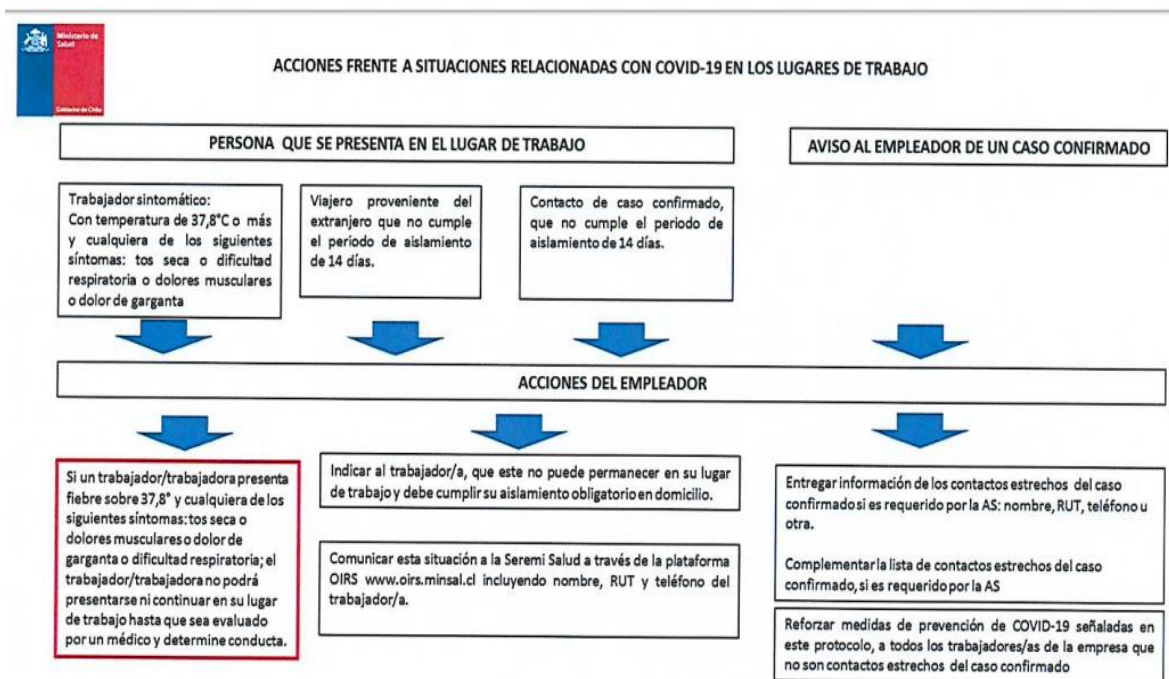 Ministerio de
Salud
Gobierno de Chile
ACCIONES FRENTE A SITUACIONES RELACIONADAS CON COVID-19 EN LOS LUGARES DE TRABAJO
PERSONA QUE SE PRESENTA EN EL LUGAR DE TRABAJO
AVISO AL EMPLEADOR DE UN CASO CONFIRMADO
Trabajador sintomático:
Con temperatura de 37,8°C o más
y cualquiera de los siguientes
síntomas: tos seca o dificultad
respiratoria o dolores musculares
o dolor de garganta
Viajero proveniente del
extranjero que no cumple
el periodo de aislamiento
de 14 días.
Contacto de caso confirmado,
que no cumple el periodo de
aislamiento de 14 días.
ACCIONES DEL EMPLEADOR
Si un trabajador/trabajadora presenta
fiebre sobre 37,8° y cualquiera de los
siguientes síntomas: tos seca o
dolores musculares o dolor de
garganta o dificultad respiratoria; el
trabajador/trabajadora no podrá
presentarse ni continuar en su lugar
de trabajo hasta que sea evaluado
por un médico y determine conducta.
Indicar al trabajador/a, que este no puede permanecer en su lugar
de trabajo y debe cumplir su aislamiento obligatorio en domicilio.
Comunicar esta situación a la Seremi Salud a través de la plataforma
OIRS www.oirs.minsal.cl incluyendo nombre, RUT y teléfono del
trabajador/a.
Entregar información de los contactos estrechos del caso
confirmado si es requerido por la AS: nombre, RUT, teléfono u
otra.
Complementar la lista de contactos estrechos del caso
confirmado, si es requerido por la AS
Reforzar medidas de prevención de COVID-19 señaladas en
este protocolo, a todos los trabajadores/as de la empresa que
no son contactos estrechos del caso confirmado